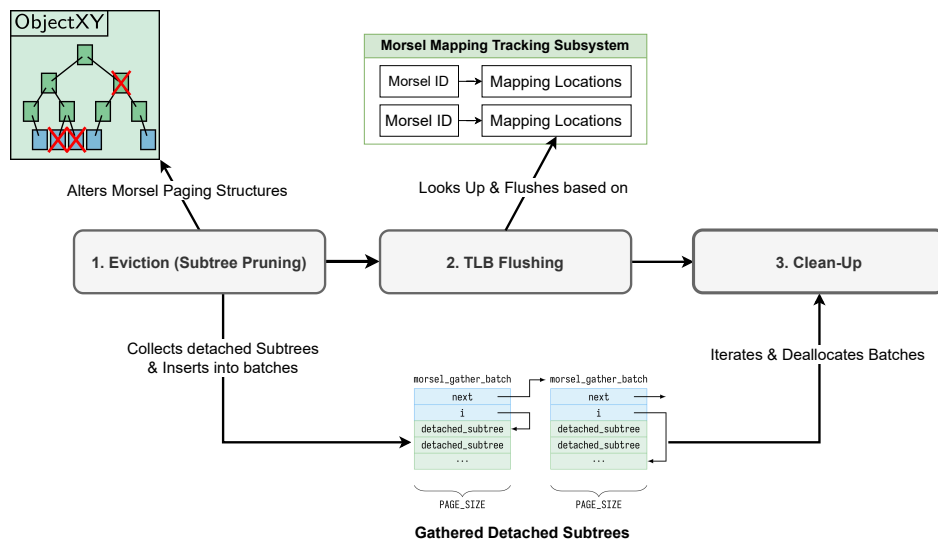 ObjectXY
Morsel Mapping Tracking Subsystem
Morsel ID
Mapping Locations
Morsel ID
Mapping Locations
Alters Morsel Paging Structures
Looks Up & Flushes based on
1. Eviction (Subtree Pruning)
2. TLB Flushing
3. Clean-Up
Collects detached Subtrees
& Inserts into batches
Iterates & Deallocates Batches
morsel_gather_batch
next
i
detached_subtree
detached_subtree
...
PAGE_SIZE
morsel_gather_batch
next
i
detached_subtree
detached_subtree
...
PAGE_SIZE
Gathered Detached Subtrees